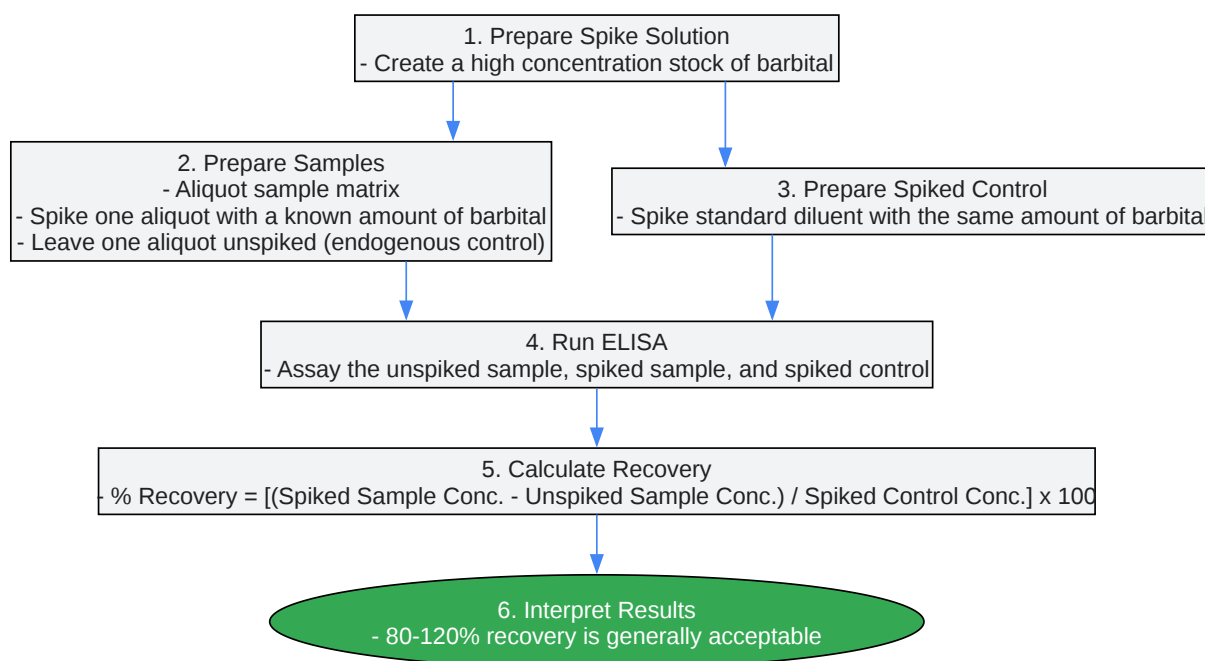 1. Prepare Spike Solution
- Create a high concentration stock of barbital
2. Prepare Samples
- Aliquot sample matrix
- Spike one aliquot with a known amount of barbital
- Leave one aliquot unspiked (endogenous control)
3. Prepare Spiked Control
- Spike standard diluent with the same amount of barbital
4. Run ELISA
- Assay the unspiked sample, spiked sample, and spiked control
5. Calculate Recovery
- % Recovery = [(Spiked Sample Conc. - Unspiked Sample Conc.) / Spiked Control Conc.] x 100
6. Interpret Results
- 80-120% recovery is generally acceptable